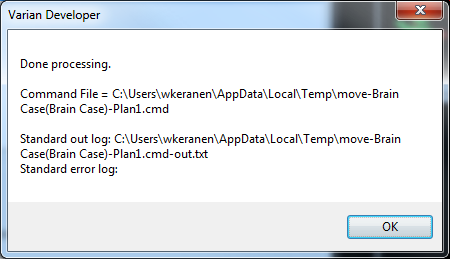 Varian Developer
Done processing.
Command File = C:\Users\wkeranen\AppData\Local\Temp\move-Brain
Case(Brain Case)-Plan1.cmd
Standard out log: C:\Users\wkeranen\AppData\Local\Temp\move-Brain
Case(Brain Case)-Plan1.cmd-out.txt
Standard error log:
OK